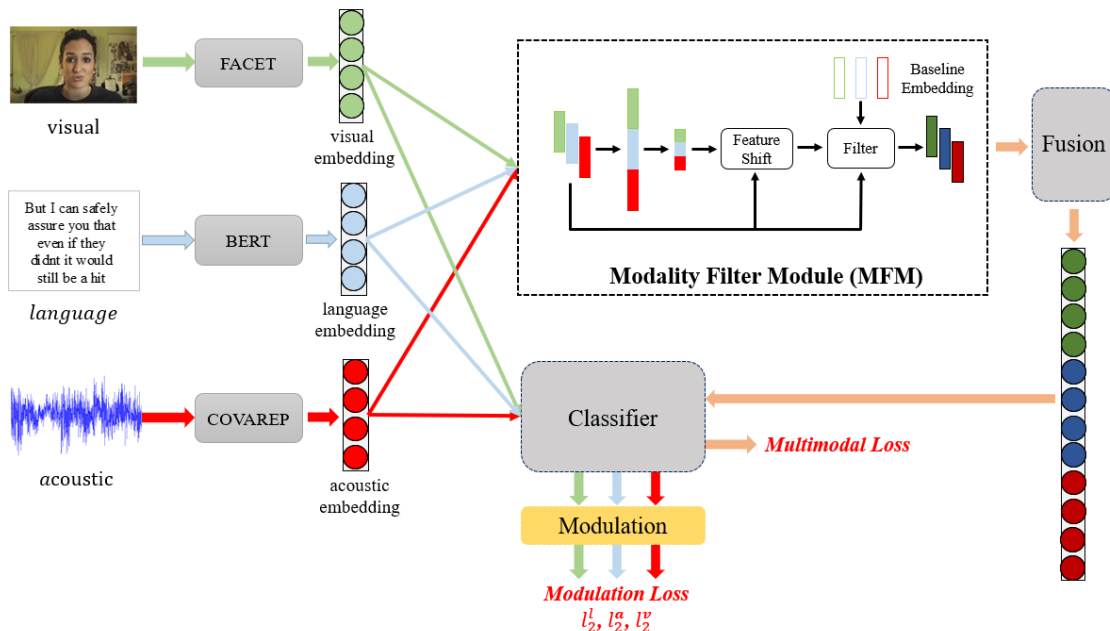 FACET
visual
visual
embedding
But I can safely
assure you that
even if they
didnt it would
still be a hit
language
BERT
language
embedding
COVAREP
acoustic
acoustic
embedding
Baseline
Embedding
Feature
Shift
Filter
Modality Filter Module (MFM)
Fusion
Classifier
Multimodal Loss
Modulation
Modulation Loss
l₂ˡ, l₂ᵃ, l₂ᵛ